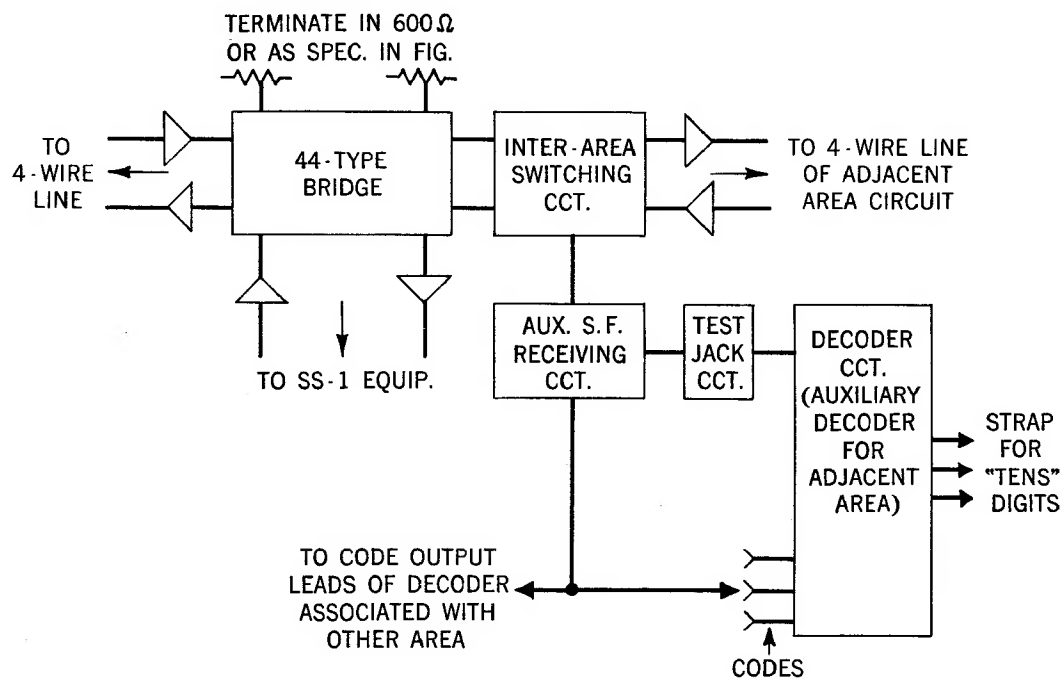 TERMINATE IN 600Ω
OR AS SPEC. IN FIG.
TO
4-WIRE
LINE
44-TYPE
BRIDGE
INTER-AREA
SWITCHING
CCT.
TO 4-WIRE LINE
OF ADJACENT
AREA CIRCUIT
TO SS-1 EQUIP.
AUX. S.F.
RECEIVING
CCT.
TEST
JACK
CCT.
DECODER
CCT.
(AUXILIARY
DECODER
FOR
ADJACENT
AREA)
STRAP
FOR
"TENS"
DIGITS
TO CODE OUTPUT
LEADS OF DECODER
ASSOCIATED WITH
OTHER AREA
CODES